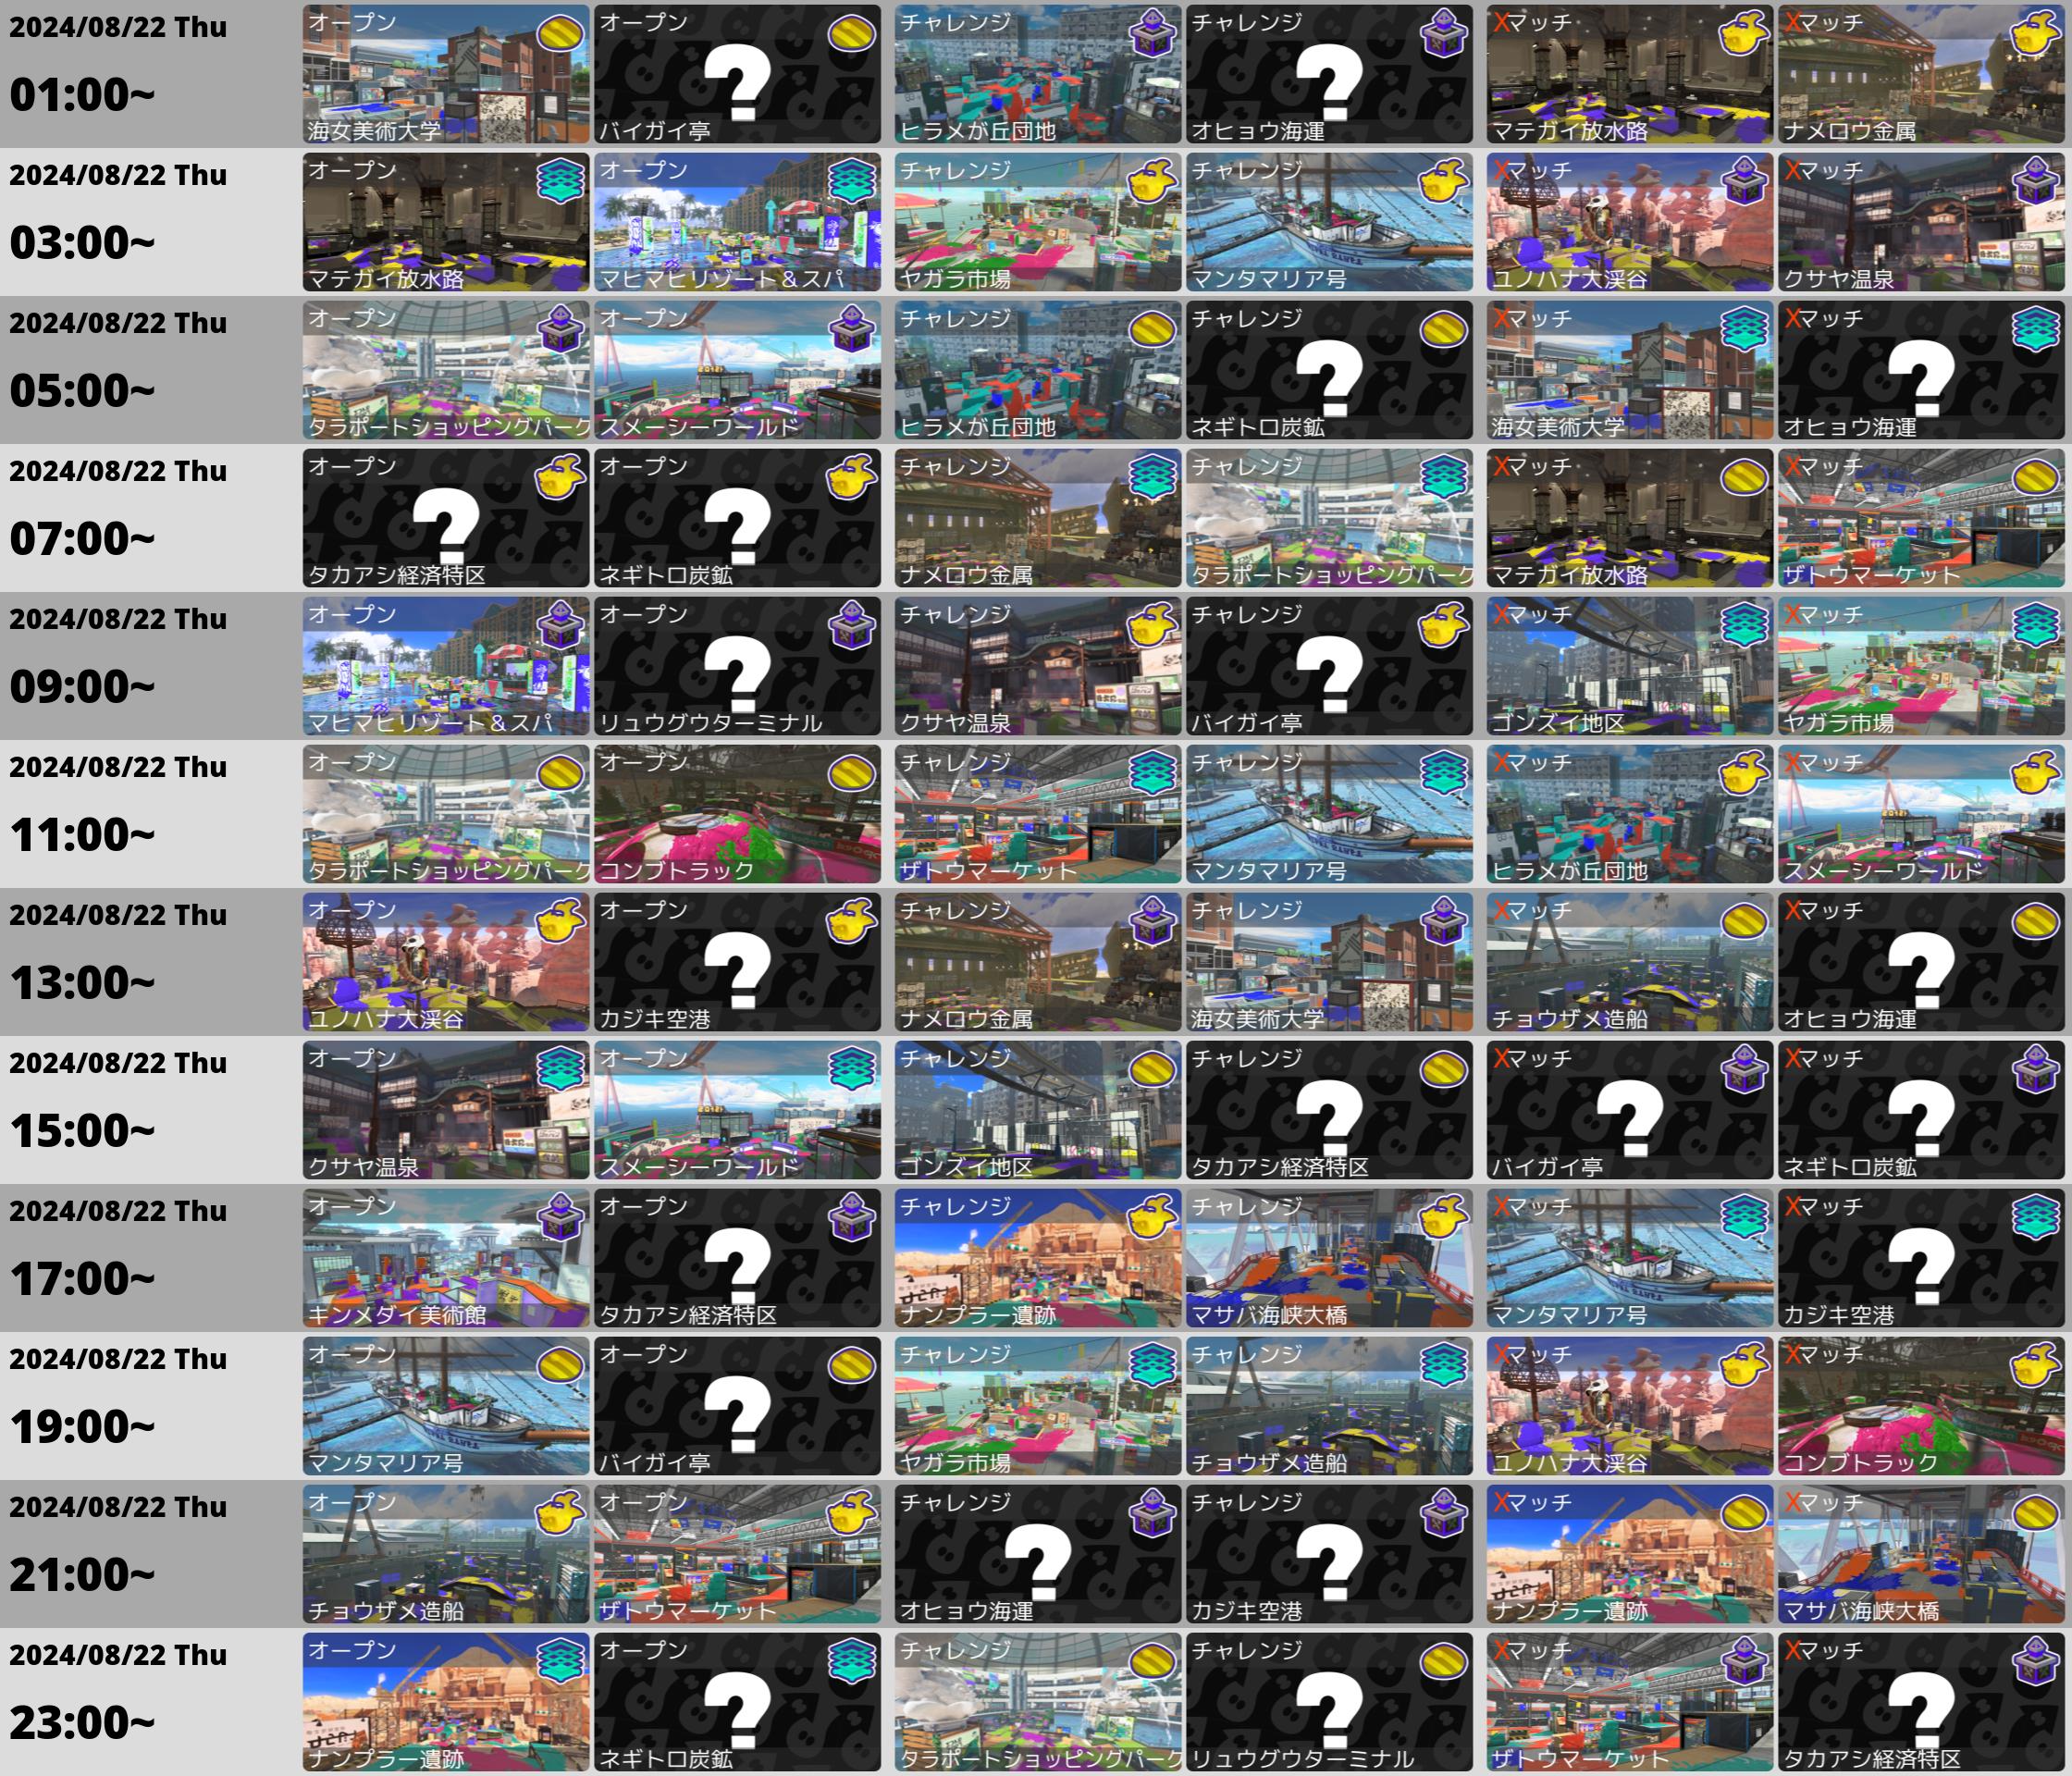 2024/08/22 Thu
01:00~
オープン
海女美術大学
オープン
バイガイ亭
チャレンジ
ヒラメが丘団地
チャレンジ
オヒョウ海運
Xマッチ
マテガイ放水路
Xマッチ
ナメロウ金属
2024/08/22 Thu
03:00~
オープン
マテガイ放水路
オープン
マヒマヒリゾート&スパ
チャレンジ
ヤガラ市場
チャレンジ
マンタマリア号
Xマッチ
ユノハナ大渓谷
Xマッチ
クサヤ温泉
2024/08/22 Thu
05:00~
オープン
タラポートショッピングパーク
オープン
スメーシーワールド
チャレンジ
ヒラメが丘団地
チャレンジ
ネギトロ炭鉱
Xマッチ
海女美術大学
Xマッチ
オヒョウ海運
2024/08/22 Thu
07:00~
オープン
タカアシ経済特区
オープン
ネギトロ炭鉱
チャレンジ
ナメロウ金属
チャレンジ
タラポートショッピングパーク
Xマッチ
マテガイ放水路
Xマッチ
ザトウマーケット
2024/08/22 Thu
09:00~
オープン
マヒマヒリゾート&スパ
オープン
リュウグウターミナル
チャレンジ
クサヤ温泉
チャレンジ
バイガイ亭
Xマッチ
ゴンズイ地区
Xマッチ
ヤガラ市場
2024/08/22 Thu
11:00~
オープン
タラポートショッピングパーク
オープン
コンブトラック
チャレンジ
ザトウマーケット
チャレンジ
マンタマリア号
Xマッチ
ヒラメが丘団地
Xマッチ
スメーシーワールド
2024/08/22 Thu
13:00~
オープン
ユノハナ大渓谷
オープン
カジキ空港
チャレンジ
ナメロウ金属
チャレンジ
海女美術大学
Xマッチ
チョウザメ造船
Xマッチ
オヒョウ海運
2024/08/22 Thu
15:00~
オープン
クサヤ温泉
オープン
スメーシーワールド
チャレンジ
ゴンズイ地区
チャレンジ
タカアシ経済特区
Xマッチ
バイガイ亭
Xマッチ
ネギトロ炭鉱
2024/08/22 Thu
17:00~
オープン
キンメダイ美術館
オープン
タカアシ経済特区
チャレンジ
ナンプラー遺跡
チャレンジ
マサバ海峡大橋
Xマッチ
マンタマリア号
Xマッチ
カジキ空港
2024/08/22 Thu
19:00~
オープン
マンタマリア号
オープン
バイガイ亭
チャレンジ
ヤガラ市場
チャレンジ
チョウザメ造船
Xマッチ
ユノハナ大渓谷
Xマッチ
コンブトラック
2024/08/22 Thu
21:00~
オープン
チョウザメ造船
オープン
ザトウマーケット
チャレンジ
オヒョウ海運
チャレンジ
カジキ空港
Xマッチ
ナンプラー遺跡
Xマッチ
マサバ海峡大橋
2024/08/22 Thu
23:00~
オープン
ナンプラー遺跡
オープン
ネギトロ炭鉱
チャレンジ
タラポートショッピングパーク
チャレンジ
リュウグウターミナル
Xマッチ
ザトウマーケット
Xマッチ
タカアシ経済特区